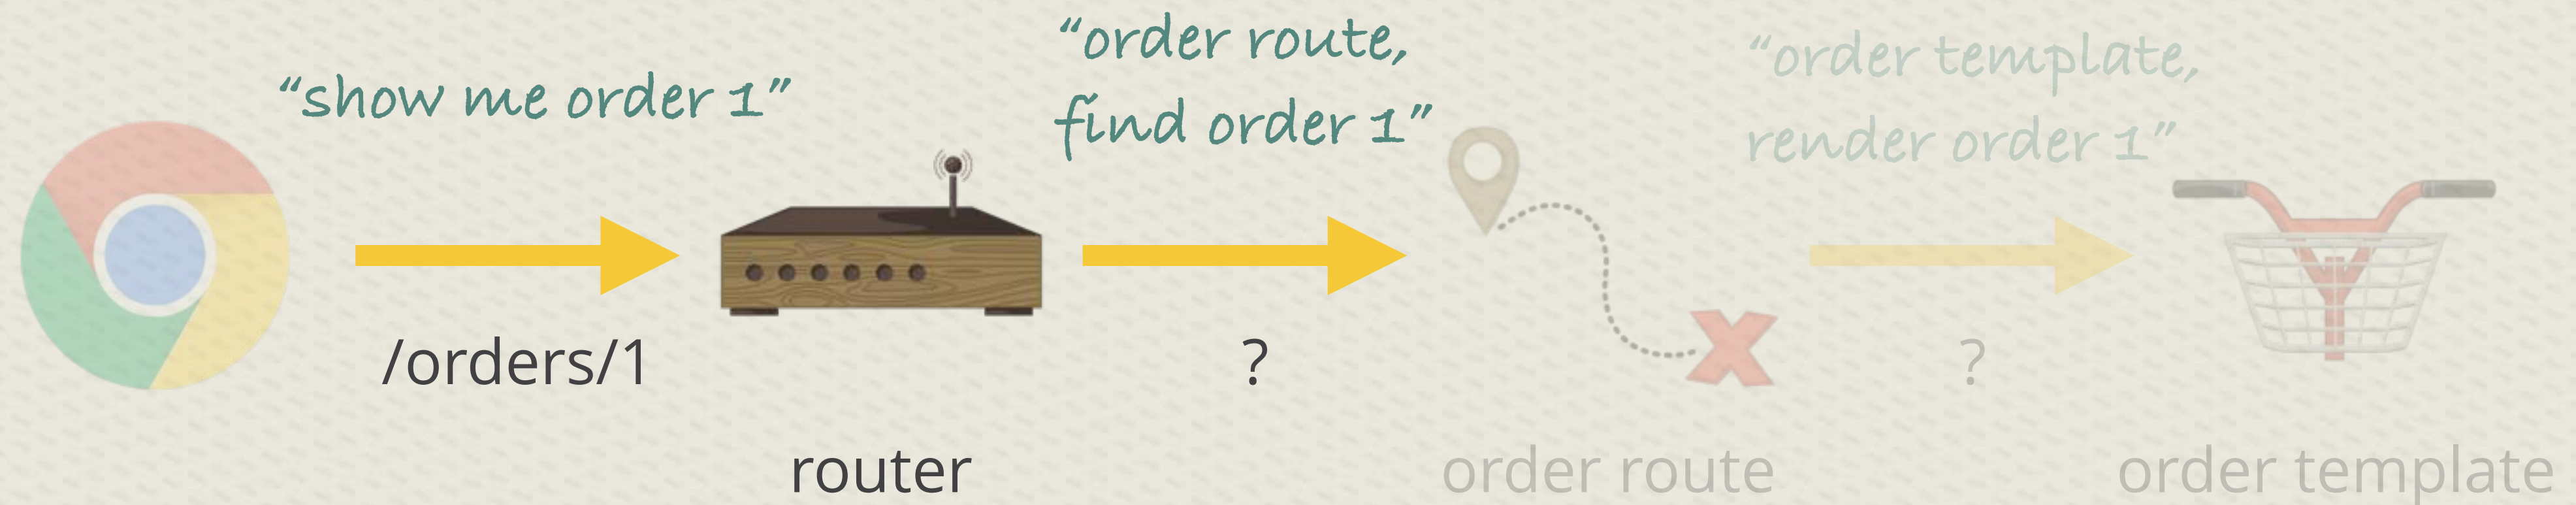 “show me order 1”
/orders/1
router
“order route,
find order 1”
?
order route
“order template,
render order 1”
?
order template